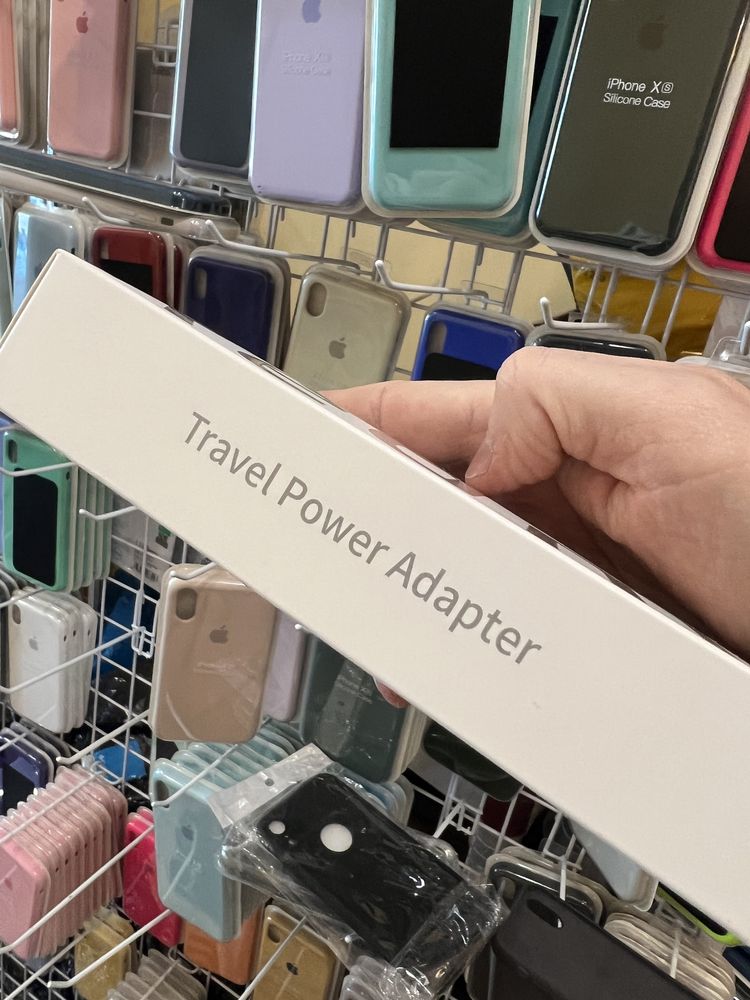 iPhone XS
Silicone Case
Travel Power Adapter